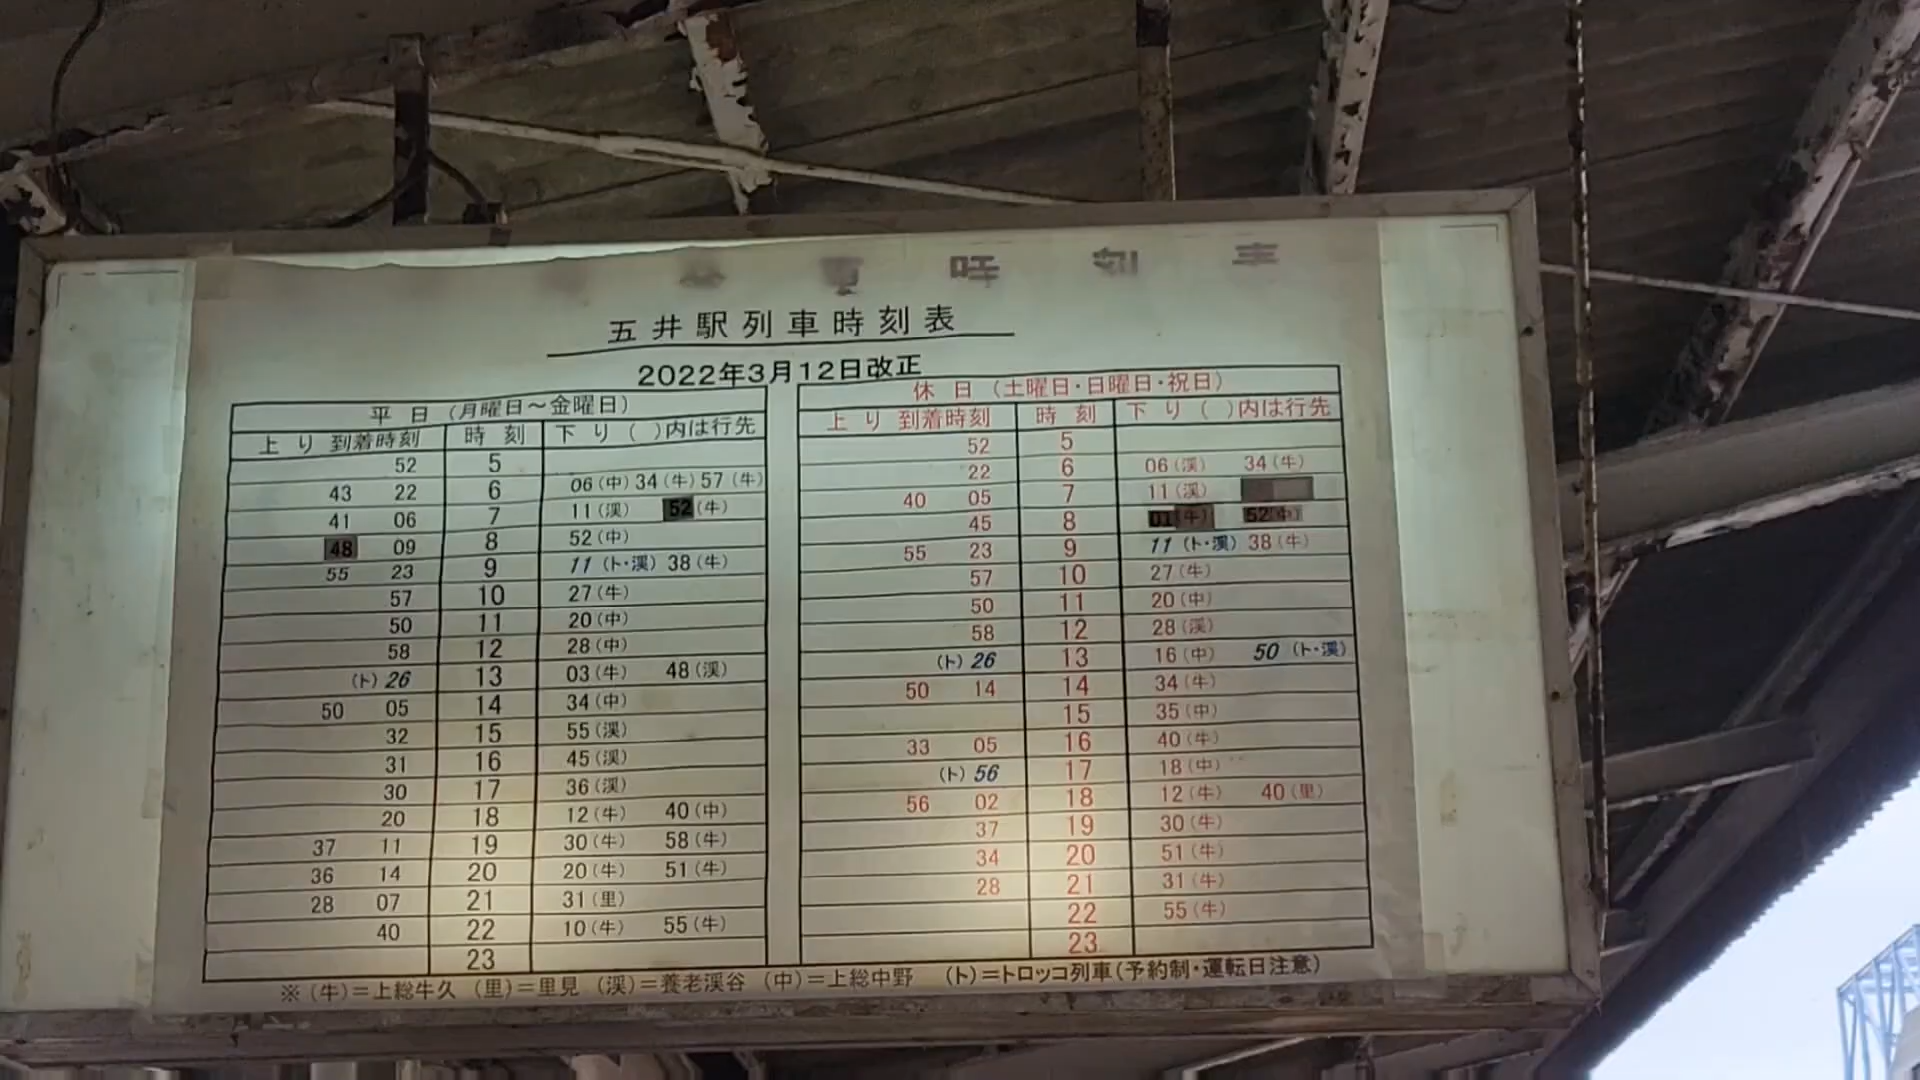 時 刻 表
五井駅列車時刻表
2022年3月12日改正
平 日 (月曜日～金曜日)
上 り 到着時刻 時 刻 下 り ( )内は行先
52 5
43 22 6 06(中) 34(牛) 57(牛)
41 06 7 11(渓) 52(牛)
48 09 8 52(中)
55 23 9 11(ト・渓) 38(牛)
57 10 27(牛)
50 11 20(中)
58 12 28(中)
(ト)26 13 03(牛) 48(渓)
50 05 14 34(中)
32 15 55(渓)
31 16 45(渓)
30 17 36(渓)
20 18 12(牛) 40(中)
37 11 19 30(牛) 58(牛)
36 14 20 20(牛) 51(牛)
28 07 21 31(里)
40 22 10(牛) 55(牛)
23
休 日 (土曜日・日曜日・祝日)
上 り 到着時刻 時 刻 下 り ( )内は行先
52 5
22 6 06(渓) 34(牛)
40 05 7 11(渓)
45 8 01(牛) 52(中)
55 23 9 11(ト・渓) 38(牛)
57 10 27(牛)
50 11 20(中)
58 12 28(渓)
(ト)26 13 16(中) 50(ト・渓)
50 14 14 34(牛)
15 35(中)
33 05 16 40(牛)
(ト)56 17 18(中)
56 02 18 12(牛) 40(里)
37 19 30(牛)
34 20 51(牛)
28 21 31(牛)
22 55(牛)
23
※(牛)＝上総牛久 (里)＝里見 (渓)＝養老渓谷 (中)＝上総中野 (ト)＝トロッコ列車(予約制・運転日注意)